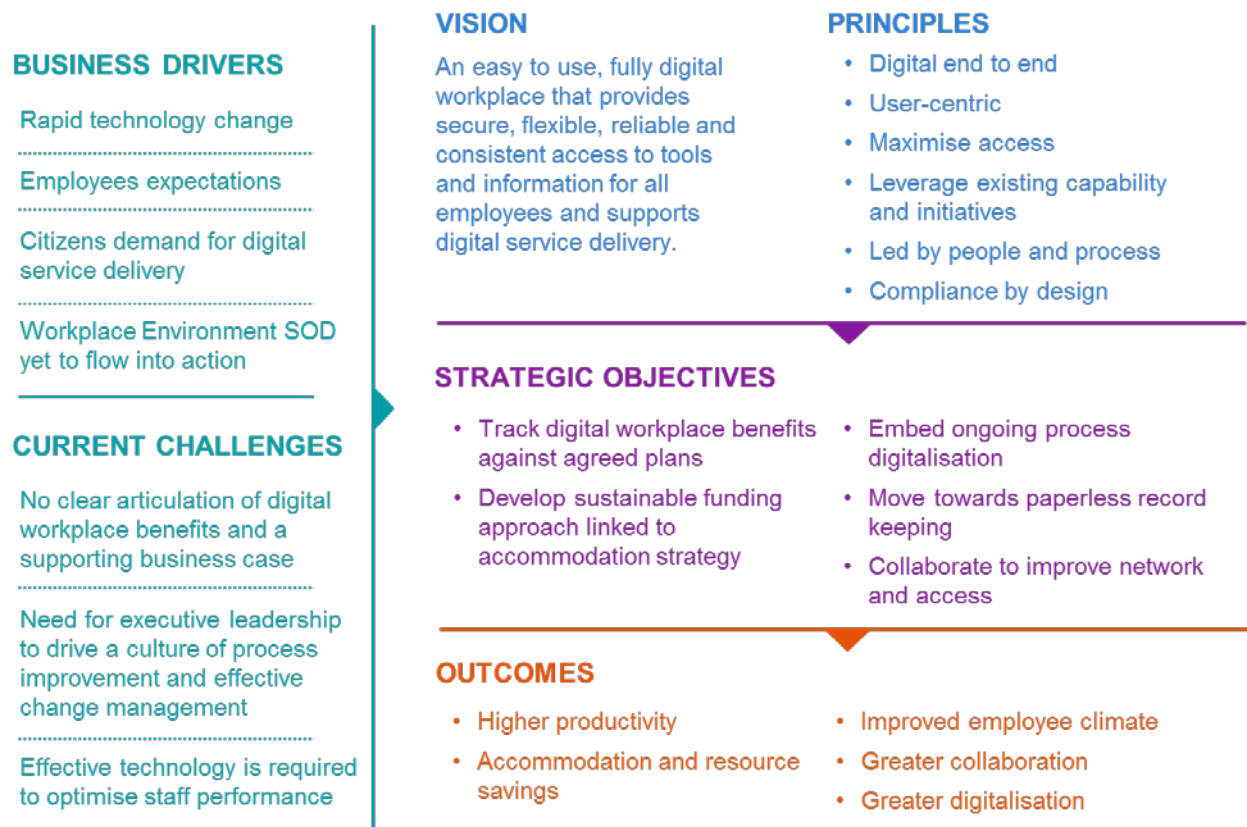 BUSINESS DRIVERS
Rapid technology change
Employees expectations
Citizens demand for digital
service delivery
Workplace Environment SOD
yet to flow into action
CURRENT CHALLENGES
No clear articulation of digital
workplace benefits and a
supporting business case
Need for executive leadership
to drive a culture of process
improvement and effective
change management
Effective technology is required
to optimise staff performance
VISION
An easy to use, fully digital
workplace that provides
secure, flexible, reliable and
consistent access to tools
and information for all
employees and supports
digital service delivery.
PRINCIPLES
• Digital end to end
• User-centric
• Maximise access
• Leverage existing capability
and initiatives
• Led by people and process
• Compliance by design
STRATEGIC OBJECTIVES
• Track digital workplace benefits
against agreed plans
• Develop sustainable funding
approach linked to
accommodation strategy
• Embed ongoing process
digitalisation
• Move towards paperless record
keeping
• Collaborate to improve network
and access
OUTCOMES
• Higher productivity
• Accommodation and resource
savings
• Improved employee climate
• Greater collaboration
• Greater digitalisation